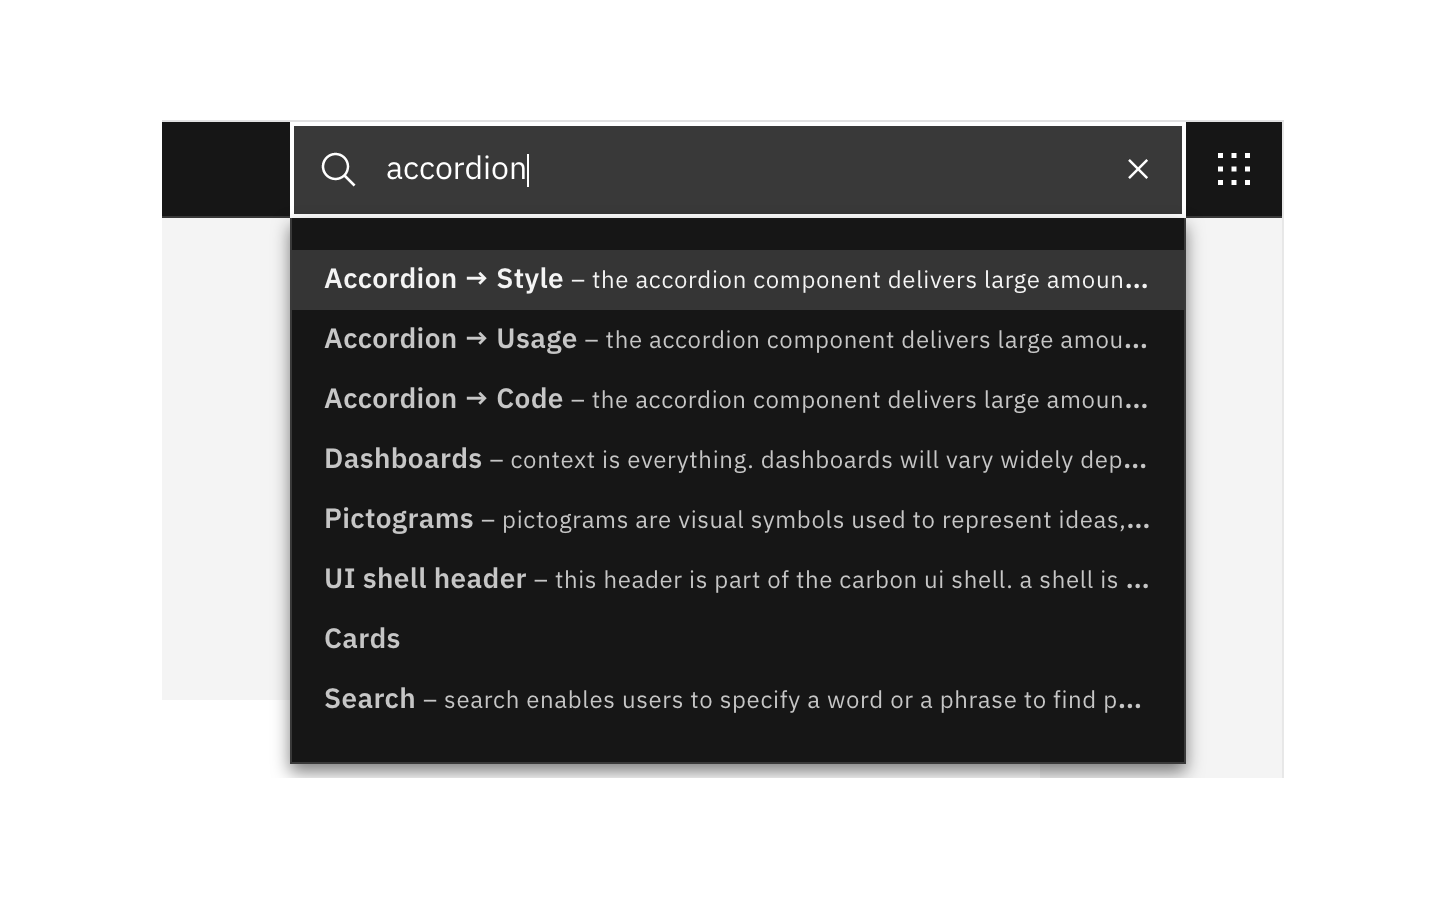 accordion
Accordion → Style – the accordion component delivers large amoun...
Accordion → Usage – the accordion component delivers large amou...
Accordion → Code – the accordion component delivers large amoun...
Dashboards – context is everything. dashboards will vary widely dep...
Pictograms – pictograms are visual symbols used to represent ideas,...
UI shell header – this header is part of the carbon ui shell. a shell is ...
Cards
Search – search enables users to specify a word or a phrase to find p...